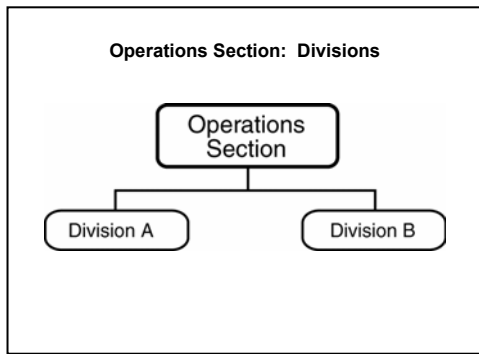 Operations Section: Divisions
Operations
Section
Division A
Division B